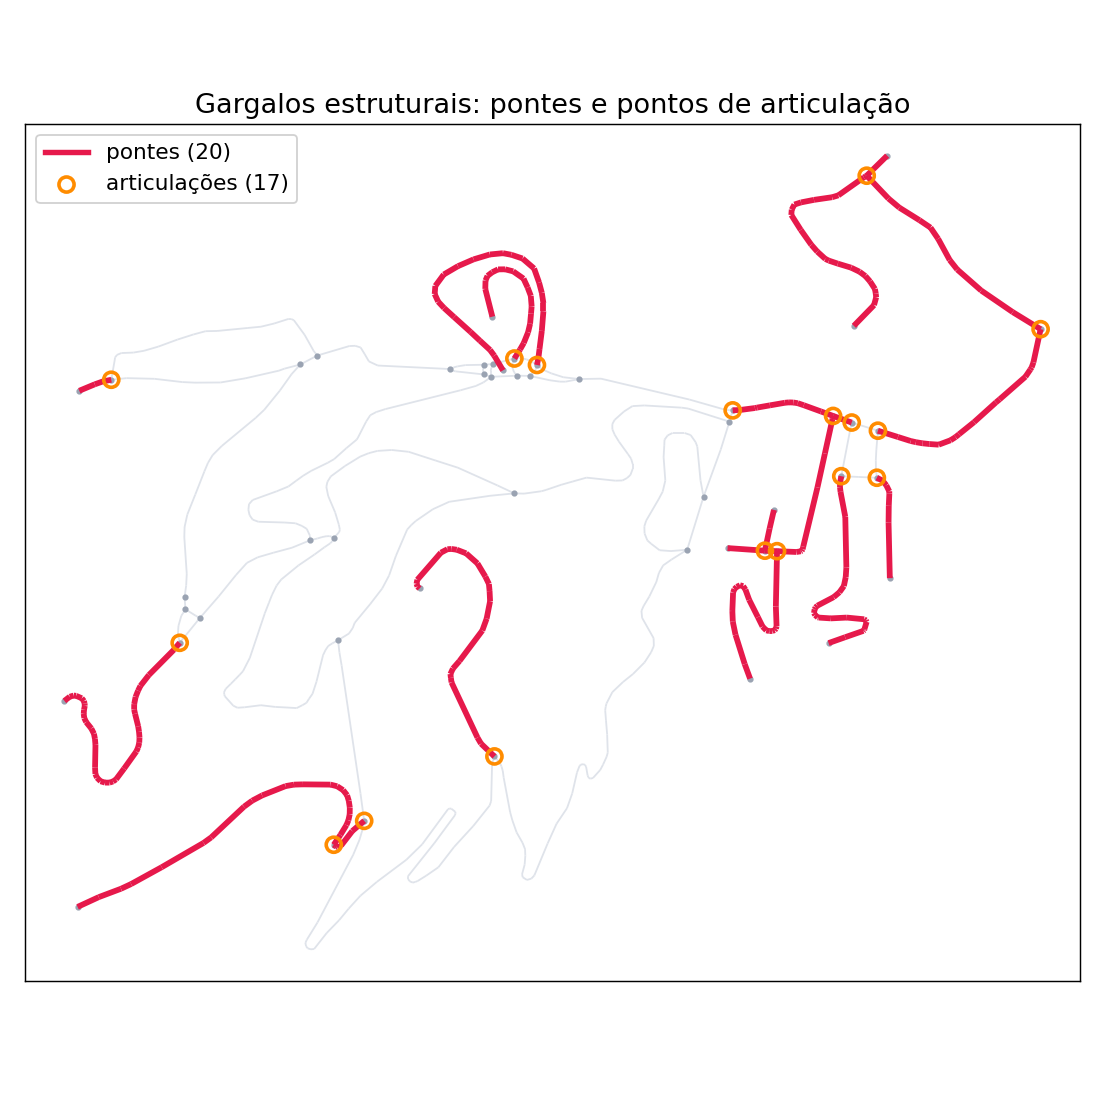 Gargalos estruturais: pontes e pontos de articulação
pontes (20)
articulações (17)